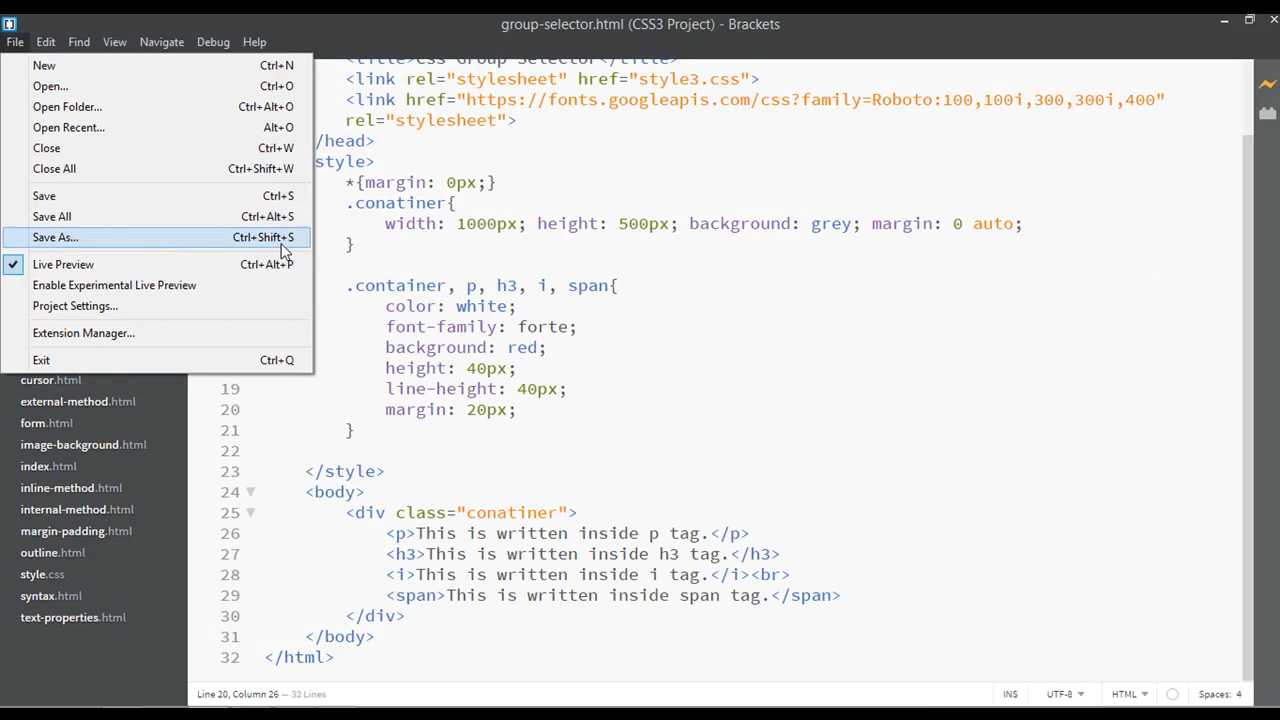 group-selector.html (CSS3 Project) - Brackets
File Edit Find View Navigate Debug Help
New Ctrl+N
Open... Ctrl+O
Open Folder... Ctrl+Alt+O
Open Recent... Alt+O
Close Ctrl+W
Close All Ctrl+Shift+W
Save Ctrl+S
Save All Ctrl+Alt+S
Save As... Ctrl+Shift+S
Live Preview Ctrl+Alt+P
Enable Experimental Live Preview
Project Settings...
Extension Manager...
Exit Ctrl+Q
cursor.html
external-method.html
form.html
image-background.html
index.html
inline-method.html
internal-method.html
margin-padding.html
outline.html
style.css
syntax.html
text-properties.html
<title>Css Group Selector</title>
<link rel="stylesheet" href="style3.css">
<link href="https://fonts.googleapis.com/css?family=Roboto:100,100i,300,300i,400"
rel="stylesheet">
/head>
style>
*{margin: 0px;}
.conatiner{
width: 1000px; height: 500px; background: grey; margin: 0 auto;
}
.container, p, h3, i, span{
color: white;
font-family: forte;
background: red;
height: 40px;
19 line-height: 40px;
20 margin: 20px;
21 }
22
23 </style>
24 <body>
25 <div class="conatiner">
26 <p>This is written inside p tag.</p>
27 <h3>This is written inside h3 tag.</h3>
28 <i>This is written inside i tag.</i><br>
29 <span>This is written inside span tag.</span>
30 </div>
31 </body>
32 </html>
Line 20, Column 26 — 32 Lines INS UTF-8 HTML Spaces: 4